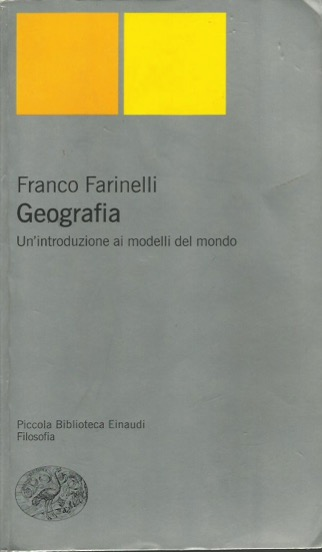 Franco Farinelli
Geografia
Un'introduzione ai modelli del mondo
Piccola Biblioteca Einaudi
Filosofia